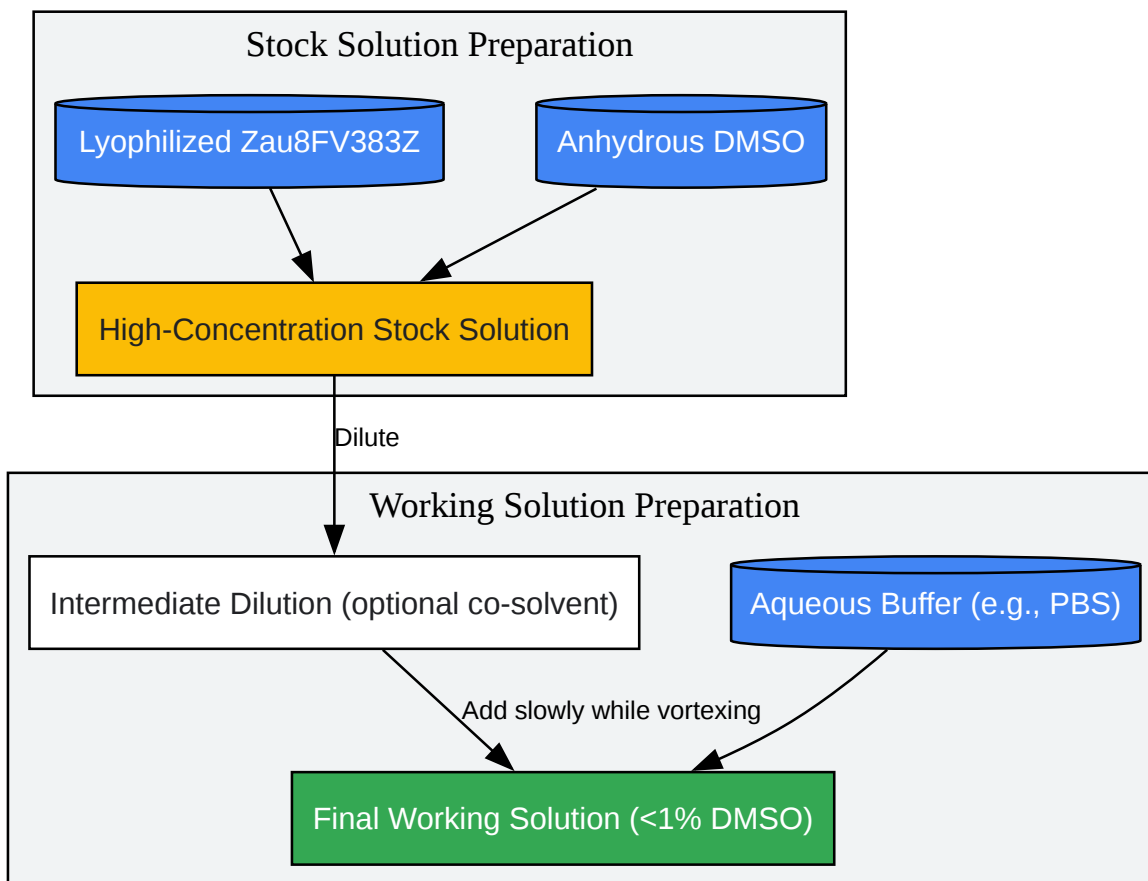 Stock Solution Preparation
Lyophilized Zau8FV383Z
Anhydrous DMSO
High-Concentration Stock Solution
Dilute
Working Solution Preparation
Intermediate Dilution (optional co-solvent)
Aqueous Buffer (e.g., PBS)
Add slowly while vortexing
Final Working Solution (<1% DMSO)